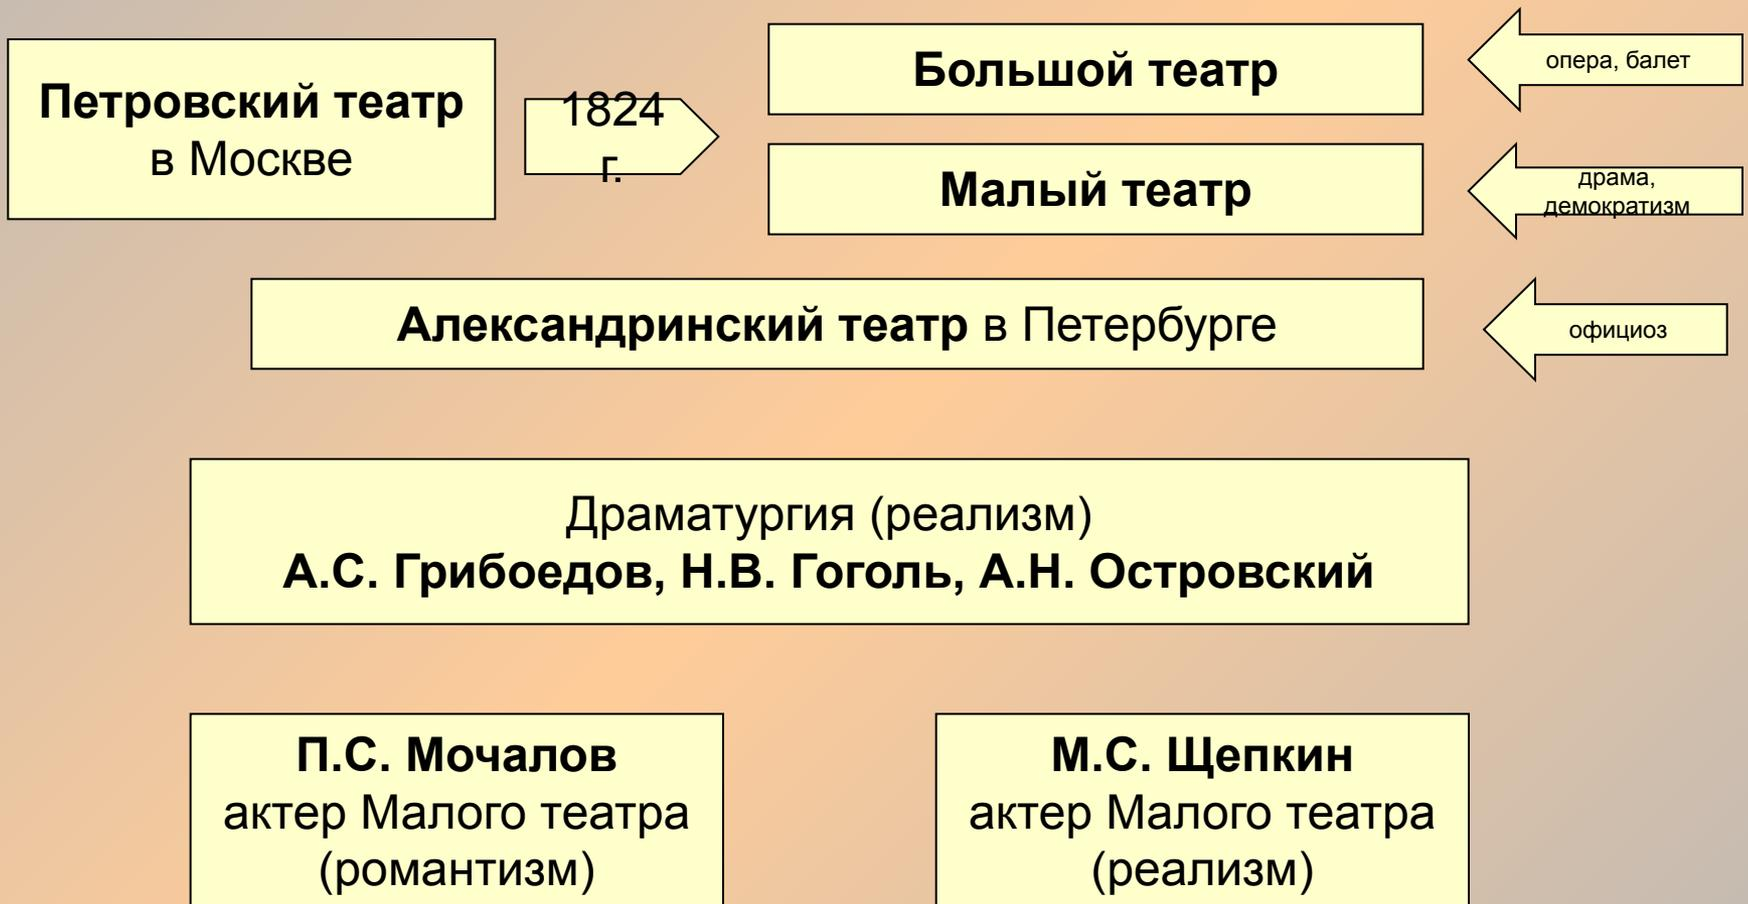 Петровский театр
в Москве
1824
г.
Большой театр
опера, балет
Малый театр
драма,
демократизм
Александринский театр в Петербурге
официоз
Драматургия (реализм)
А.С. Грибоедов, Н.В. Гоголь, А.Н. Островский
П.С. Мочалов
актер Малого театра
(романтизм)
М.С. Щепкин
актер Малого театра
(реализм)